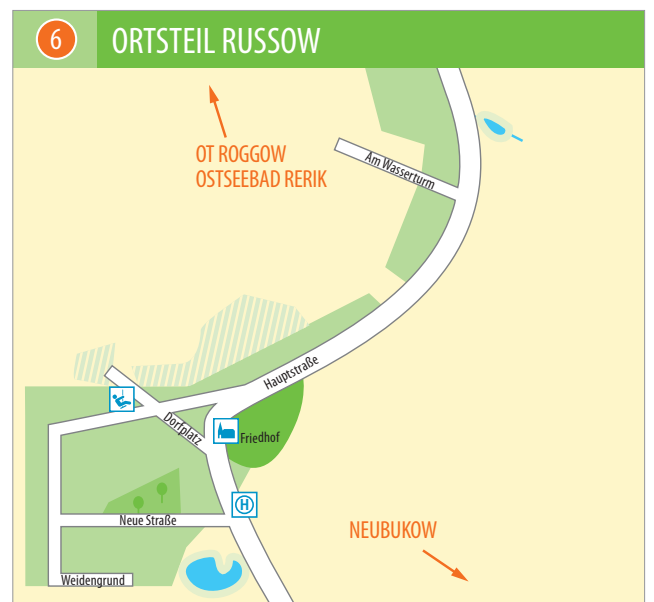 6
ORTSTEIL RUSSOW
OT ROGGOW
OSTSEEBAD RERIK
Am Wasserturm
Hauptstraße
Dorfplatz
Friedhof
H
Neue Straße
NEUBUKOW
Weidengrund